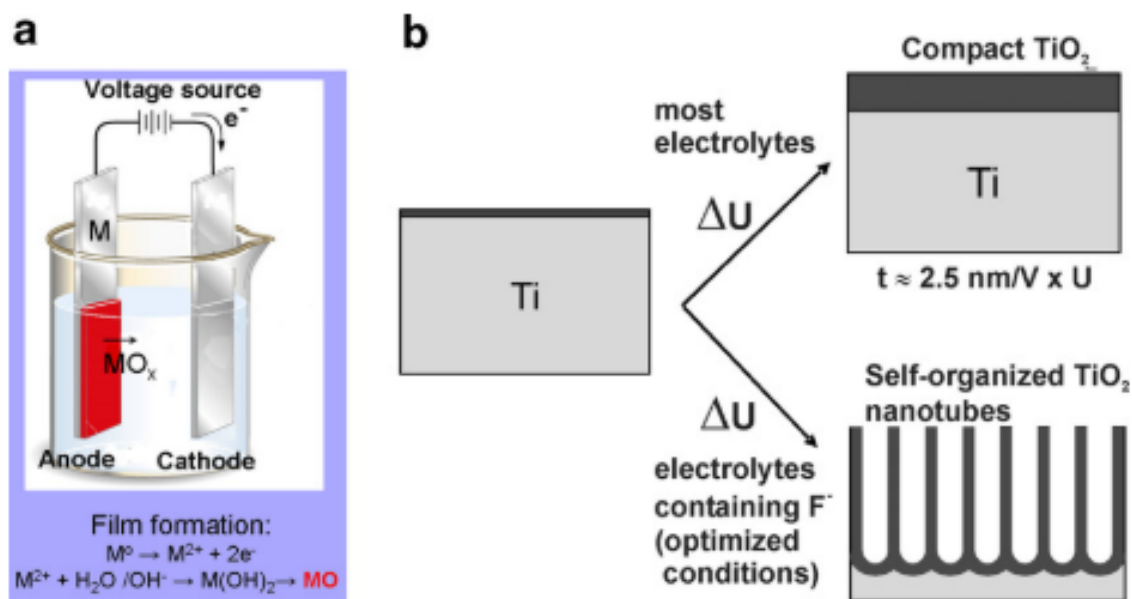 a
Voltage source
e⁻
M
MOₓ
Anode Cathode
Film formation:
Mᵒ → M²⁺ + 2e⁻
M²⁺ + H₂O /OH⁻ → M(OH)₂ → MO
b
Ti
most
electrolytes
ΔU
Compact TiO₂
Ti
t ≈ 2.5 nm/V x U
ΔU
electrolytes
containing F⁻
(optimized
conditions)
Self-organized TiO₂
nanotubes